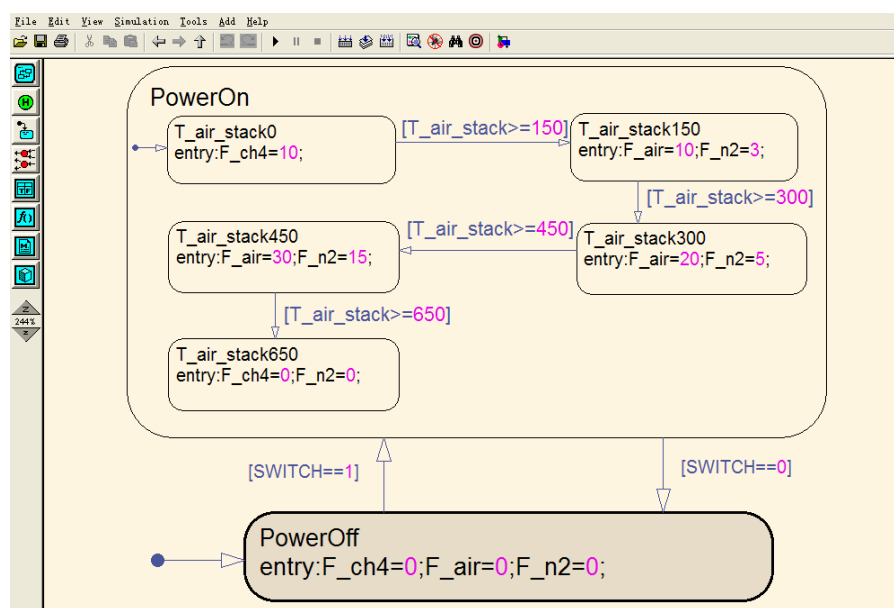 File Edit View Simulation Tools Add Help
PowerOn
T_air_stack0
entry:F_ch4=10;
[T_air_stack>=150]
T_air_stack150
entry:F_air=10;F_n2=3;
[T_air_stack>=300]
T_air_stack450
entry:F_air=30;F_n2=15;
[T_air_stack>=450]
T_air_stack300
entry:F_air=20;F_n2=5;
[T_air_stack>=650]
T_air_stack650
entry:F_ch4=0;F_n2=0;
[SWITCH==1]
[SWITCH==0]
PowerOff
entry:F_ch4=0;F_air=0;F_n2=0;
H
f()
Z
244%